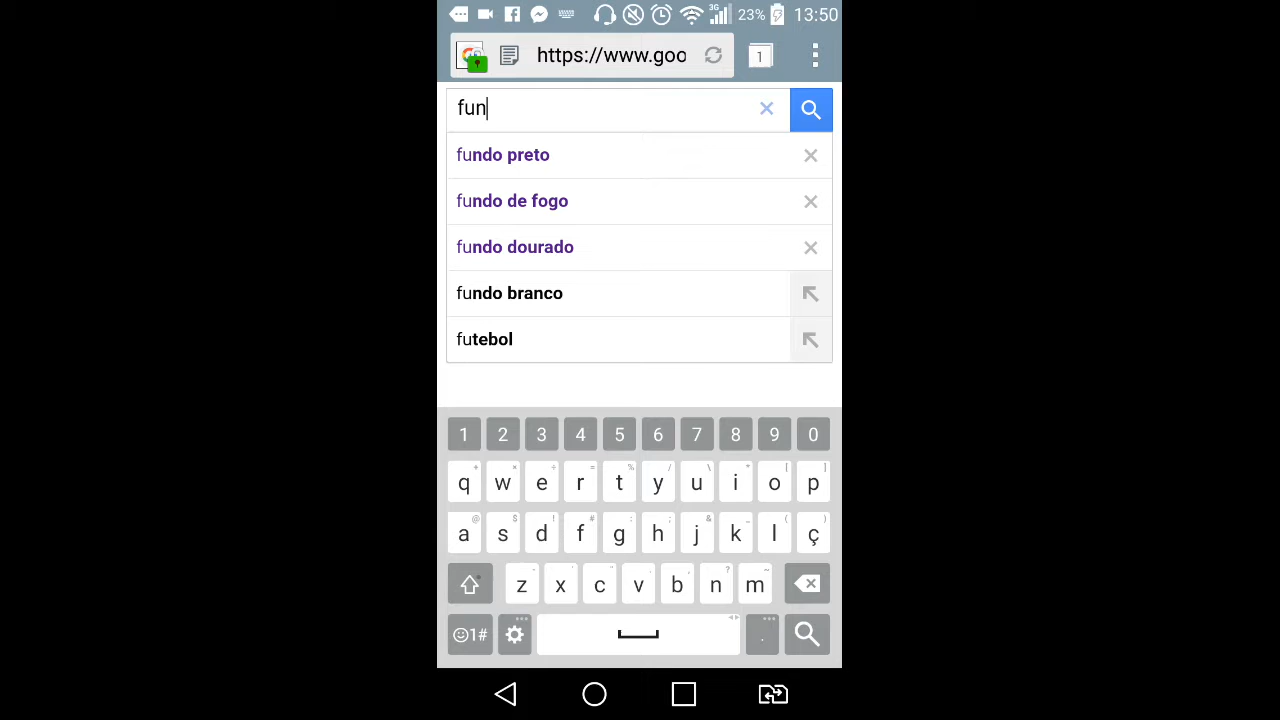 3G 23% 13:50
https://www.goo 1
fun
fundo preto
fundo de fogo
fundo dourado
fundo branco
futebol
1 2 3 4 5 6 7 8 9 0
q w e r t y u i o p
a s d f g h j k l ç
z x c v b n m
1# .